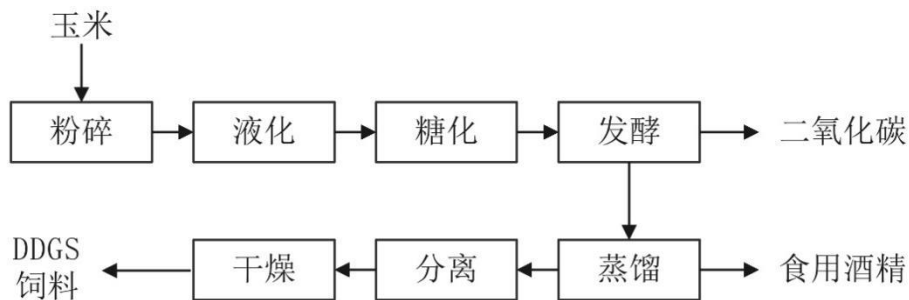 玉米
粉碎
液化
糖化
发酵
二氧化碳
DDGS
饲料
干燥
分离
蒸馏
食用酒精